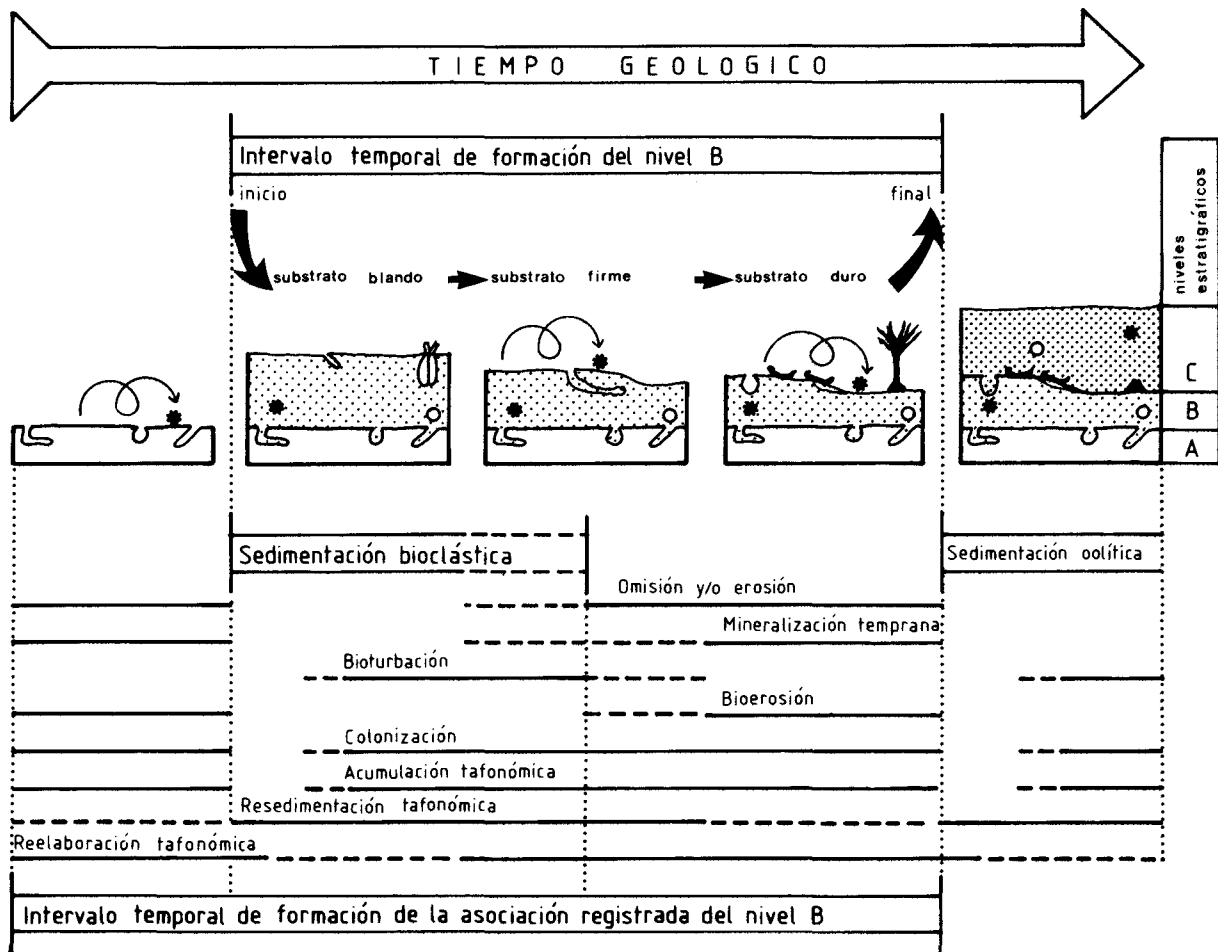 TIEMPO GEOLOGICO
Intervalo temporal de formación del nivel B
inicio
final
niveles
estratigráficos
substrato blando
substrato firme
substrato duro
C
B
A
Sedimentación bioclástica
Sedimentación oolítica
Omisión y/o erosión
Mineralización temprana
Bioturbación
Bioerosión
Colonización
Acumulación tafonómica
Resedimentación tafonómica
Reelaboración tafonómica
Intervalo temporal de formación de la asociación registrada del nivel B